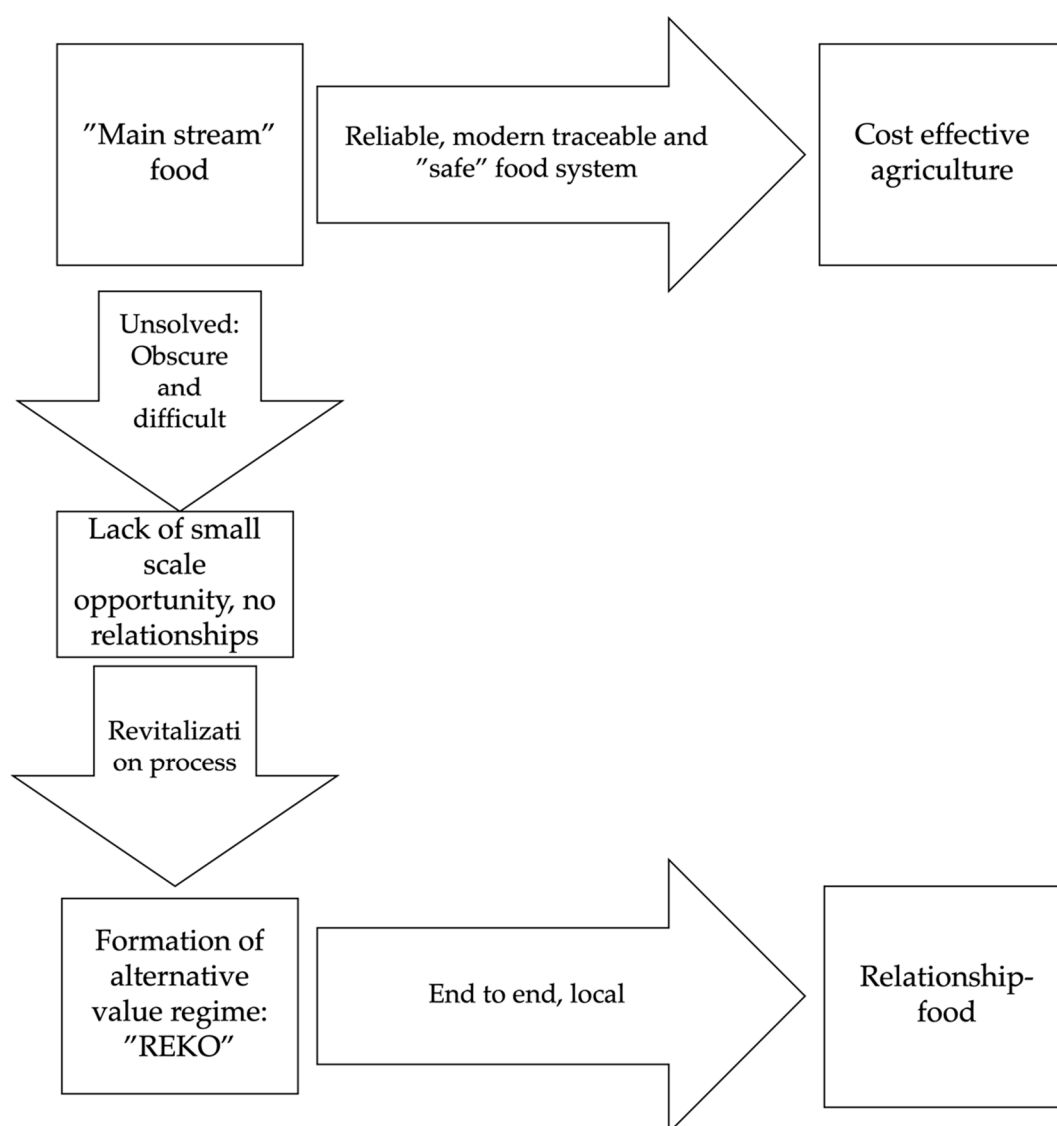 ”Main stream”
food
Reliable, modern traceable and
”safe” food system
Cost effective
agriculture
Unsolved:
Obscure
and
difficult
Lack of small
scale
opportunity, no
relationships
Revitalizati
on process
Formation of
alternative
value regime:
”REKO”
End to end, local
Relationship-
food